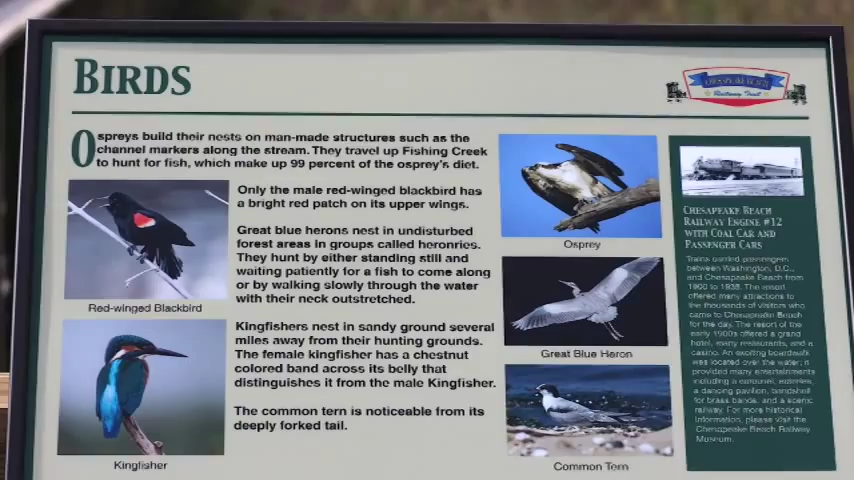 BIRDS
CHESAPEAKE BEACH
Railway Trail
Ospreys build their nests on man-made structures such as the
channel markers along the stream. They travel up Fishing Creek
to hunt for fish, which make up 99 percent of the osprey's diet.
Only the male red-winged blackbird has
a bright red patch on its upper wings.
Great blue herons nest in undisturbed
forest areas in groups called heronries.
They hunt by either standing still and
waiting patiently for a fish to come along
or by walking slowly through the water
with their neck outstretched.
Kingfishers nest in sandy ground several
miles away from their hunting grounds.
The female kingfisher has a chestnut
colored band across its belly that
distinguishes it from the male Kingfisher.
The common tern is noticeable from its
deeply forked tail.
Red-winged Blackbird
Kingfisher
Osprey
Great Blue Heron
Common Tern
CHESAPEAKE BEACH
RAILWAY ENGINE #12
WITH COAL CAR AND
PASSENGER CARS
Trains carried passengers
between Washington, D.C.,
and Chesapeake Beach from
1900 to 1935. The resort
offered many attractions to
the thousands of visitors who
came to Chesapeake Beach
for the day. The resort of the
early 1900s offered a grand
hotel, many restaurants, and a
casino. An exciting boardwalk
was located over the water; it
provided many entertainments
including a carousel, eateries,
a dancing pavilion, bandshell
for brass bands, and a scenic
railway. For more historical
information, please visit the
Chesapeake Beach Railway
Museum.